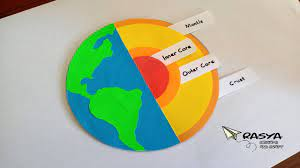 Mantle
Inner Core
Outer Core
Crust
RASYA